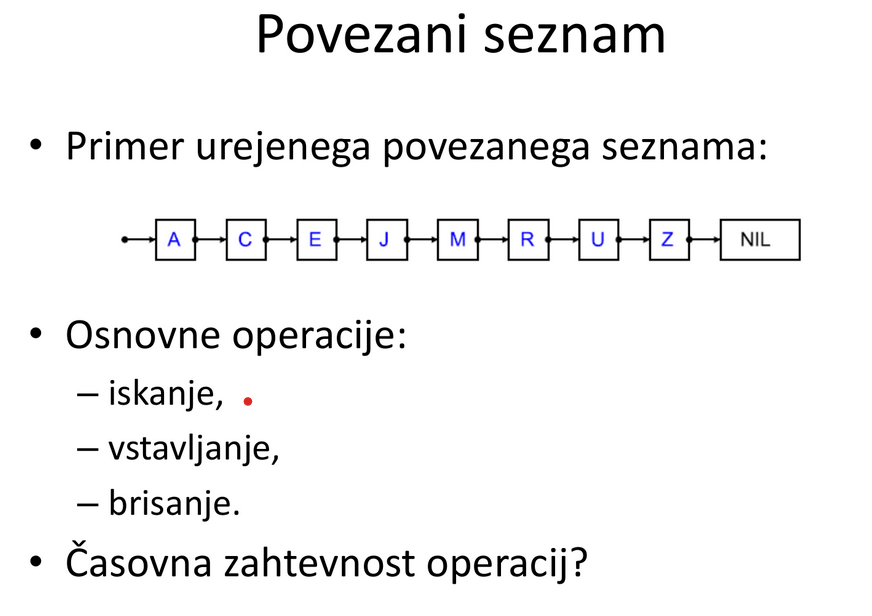 Povezani seznam
• Primer urejenega povezanega seznama:
A C E J M R U Z NIL
• Osnovne operacije:
– iskanje,
– vstavljanje,
– brisanje.
• Časovna zahtevnost operacij?